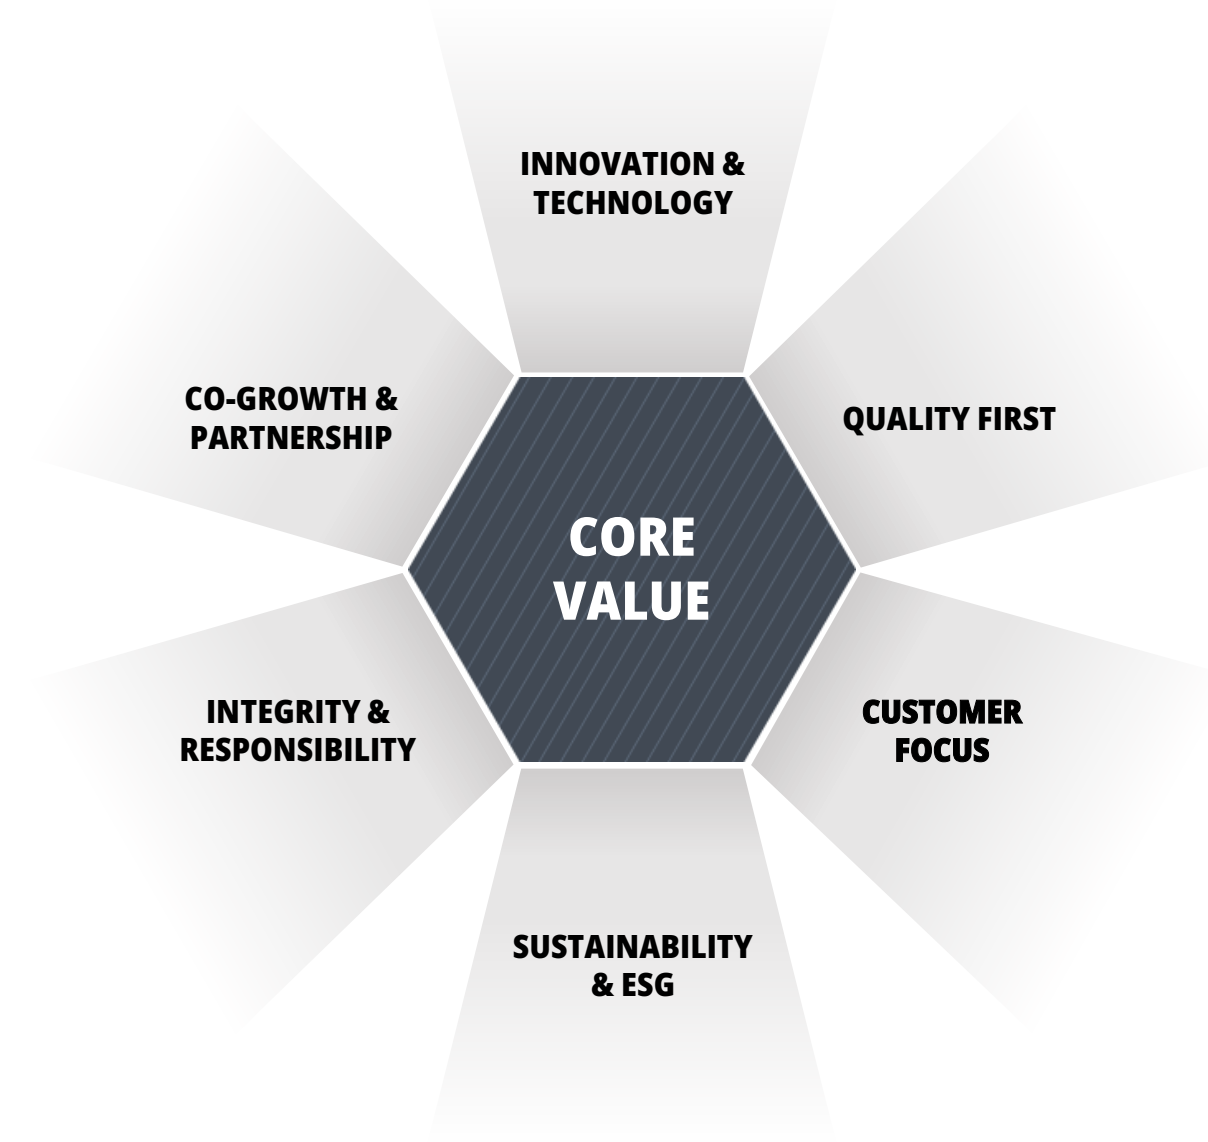 INNOVATION &
TECHNOLOGY
CO-GROWTH &
PARTNERSHIP
QUALITY FIRST
CORE
VALUE
INTEGRITY &
RESPONSIBILITY
CUSTOMER
FOCUS
SUSTAINABILITY
& ESG